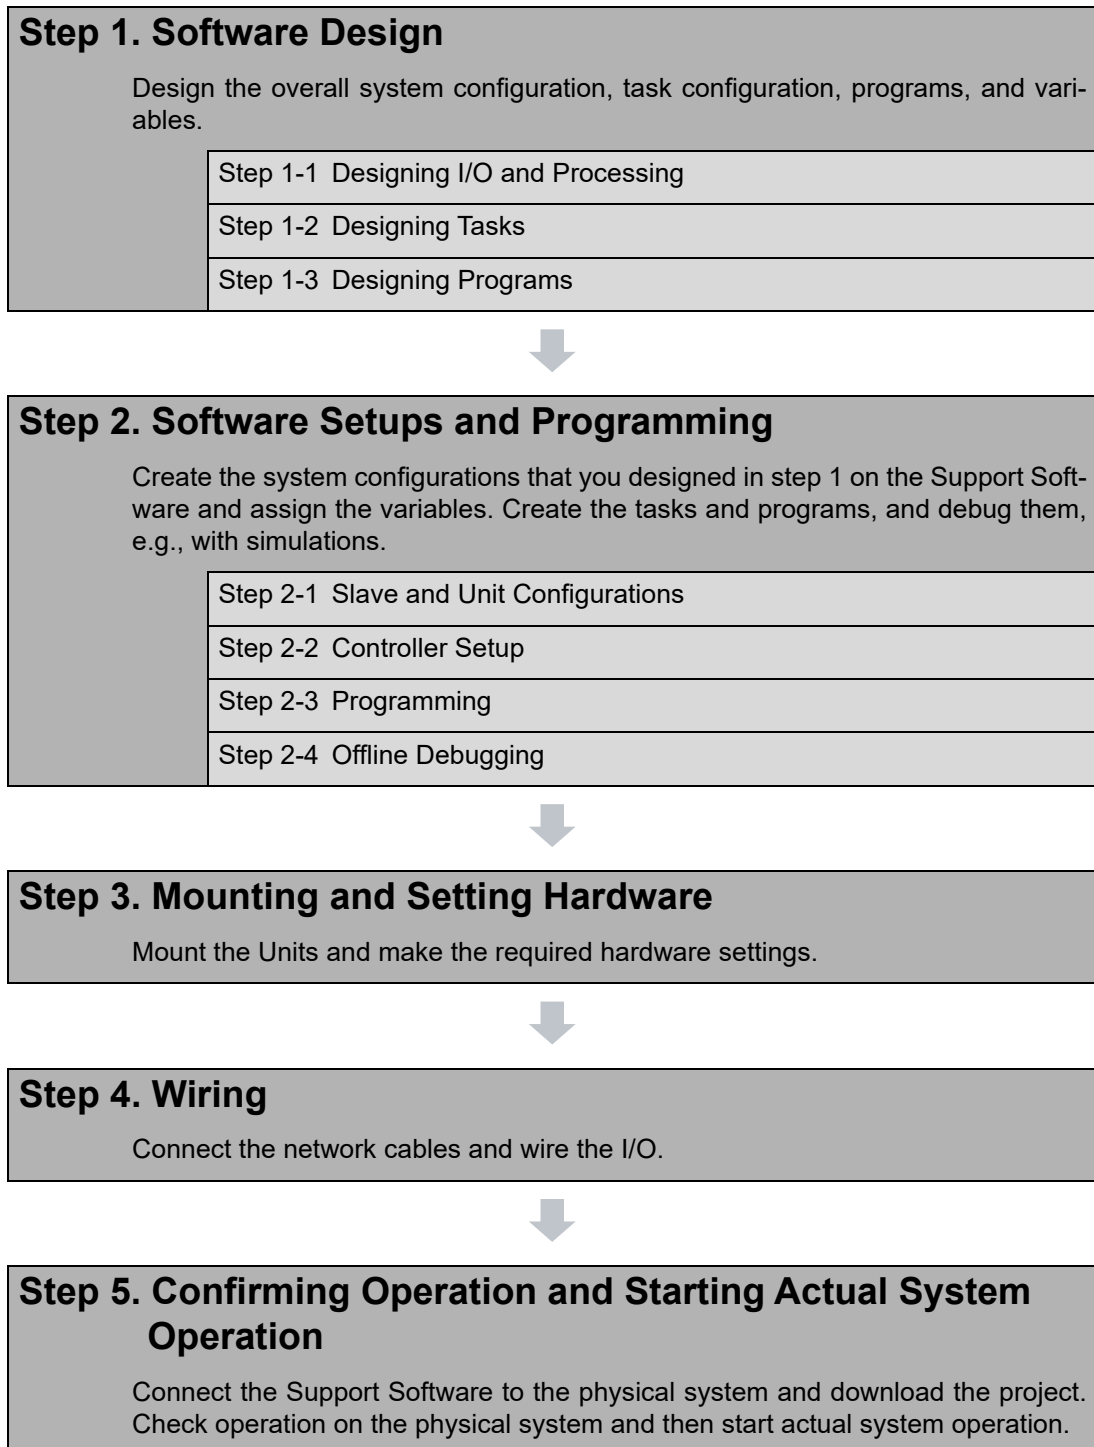 Step 1. Software Design
Design the overall system configuration, task configuration, programs, and vari-
ables.
Step 1-1 Designing I/O and Processing
Step 1-2 Designing Tasks
Step 1-3 Designing Programs
Step 2. Software Setups and Programming
Create the system configurations that you designed in step 1 on the Support Soft-
ware and assign the variables. Create the tasks and programs, and debug them,
e.g., with simulations.
Step 2-1 Slave and Unit Configurations
Step 2-2 Controller Setup
Step 2-3 Programming
Step 2-4 Offline Debugging
Step 3. Mounting and Setting Hardware
Mount the Units and make the required hardware settings.
Step 4. Wiring
Connect the network cables and wire the I/O.
Step 5. Confirming Operation and Starting Actual System
Operation
Connect the Support Software to the physical system and download the project.
Check operation on the physical system and then start actual system operation.